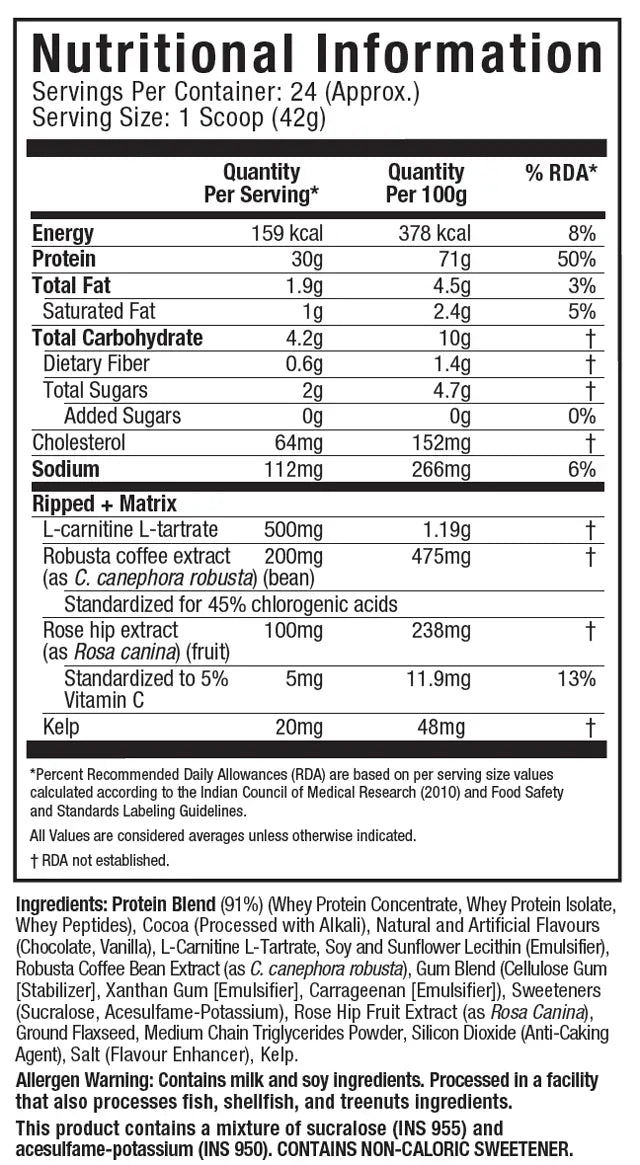 Nutritional Information
Servings Per Container: 24 (Approx.)
Serving Size: 1 Scoop (42g)
Quantity Per Serving* Quantity Per 100g % RDA*
Energy 159 kcal 378 kcal 8%
Protein 30g 71g 50%
Total Fat 1.9g 4.5g 3%
Saturated Fat 1g 2.4g 5%
Total Carbohydrate 4.2g 10g †
Dietary Fiber 0.6g 1.4g †
Total Sugars 2g 4.7g †
Added Sugars 0g 0g 0%
Cholesterol 64mg 152mg †
Sodium 112mg 266mg 6%
Ripped + Matrix
L-carnitine L-tartrate 500mg 1.19g †
Robusta coffee extract 200mg 475mg †
(as C. canephora robusta) (bean)
Standardized for 45% chlorogenic acids
Rose hip extract 100mg 238mg †
(as Rosa canina) (fruit)
Standardized to 5% 5mg 11.9mg 13%
Vitamin C
Kelp 20mg 48mg †
*Percent Recommended Daily Allowances (RDA) are based on per serving size values
calculated according to the Indian Council of Medical Research (2010) and Food Safety
and Standards Labeling Guidelines.
All Values are considered averages unless otherwise indicated.
† RDA not established.
Ingredients: Protein Blend (91%) (Whey Protein Concentrate, Whey Protein Isolate,
Whey Peptides), Cocoa (Processed with Alkali), Natural and Artificial Flavours
(Chocolate, Vanilla), L-Carnitine L-Tartrate, Soy and Sunflower Lecithin (Emulsifier),
Robusta Coffee Bean Extract (as C. canephora robusta), Gum Blend (Cellulose Gum
[Stabilizer], Xanthan Gum [Emulsifier], Carrageenan [Emulsifier]), Sweeteners
(Sucralose, Acesulfame-Potassium), Rose Hip Fruit Extract (as Rosa Canina),
Ground Flaxseed, Medium Chain Triglycerides Powder, Silicon Dioxide (Anti-Caking
Agent), Salt (Flavour Enhancer), Kelp.
Allergen Warning: Contains milk and soy ingredients. Processed in a facility
that also processes fish, shellfish, and treenuts ingredients.
This product contains a mixture of sucralose (INS 955) and
acesulfame-potassium (INS 950). CONTAINS NON-CALORIC SWEETENER.